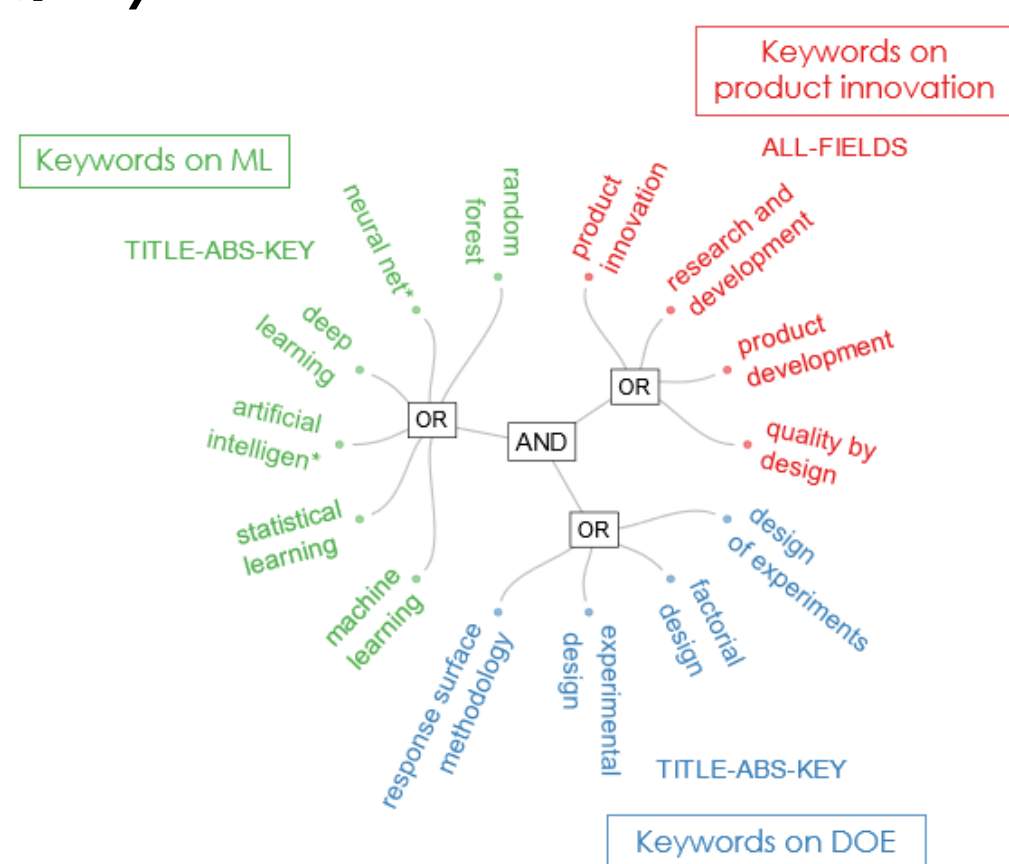 Keywords on
product innovation
ALL-FIELDS
Keywords on ML
TITLE-ABS-KEY
random
forest
neural net*
deep
learning
artificial
intelligen*
statistical
learning
machine
learning
OR
AND
OR
product
innovation
research and
development
product
development
quality by
design
OR
design
of experiments
factorial
design
experimental
design
response surface
methodology
TITLE-ABS-KEY
Keywords on DOE